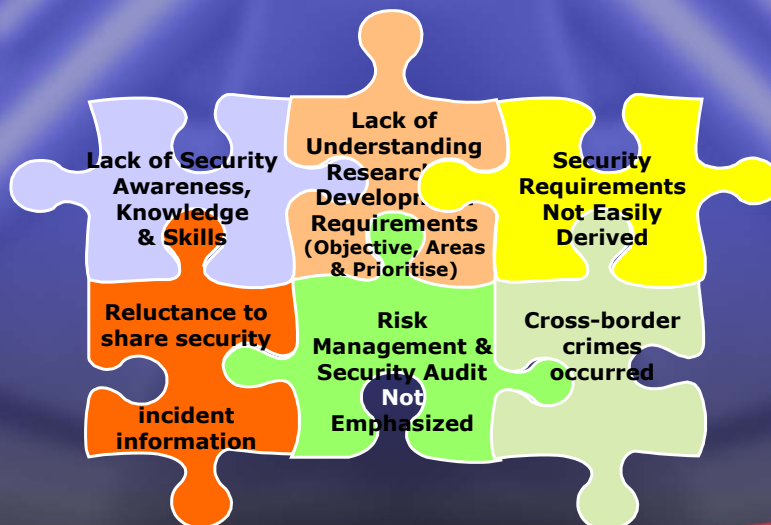 Lack of Security
Awareness,
Knowledge
& Skills
Lack of
Understanding
Research
Requirements
(Objective, Areas
& Prioritise)
Security
Requirements
Not Easily
Derived
Reluctance to
share security
incident
information
Risk
Management &
Security Audit
Not
Emphasized
Cross-border
crimes
occurred